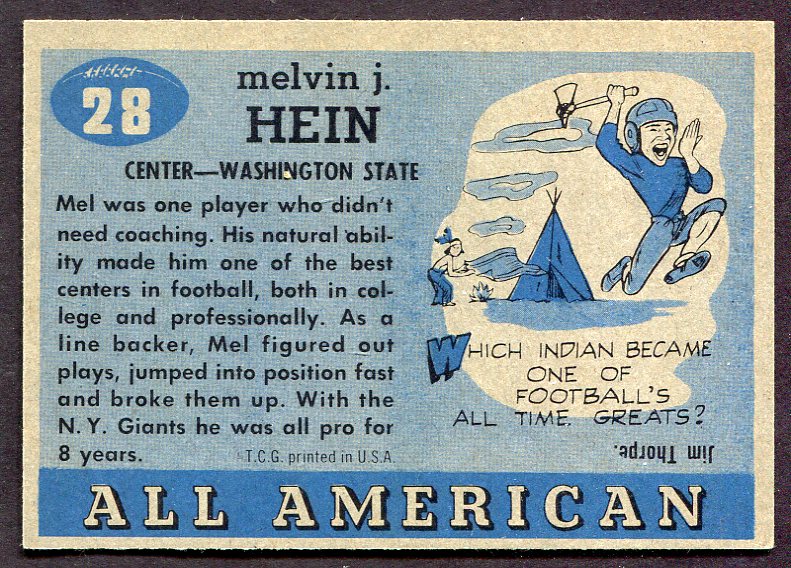 28
melvin j.
HEIN
CENTER—WASHINGTON STATE
Mel was one player who didn't
need coaching. His natural abil-
ity made him one of the best
centers in football, both in col-
lege and professionally. As a
line backer, Mel figured out
plays, jumped into position fast
and broke them up. With the
N. Y. Giants he was all pro for
8 years.
T.C.G. printed in U.S.A.
WHICH INDIAN BECAME
ONE OF
FOOTBALL'S
ALL TIME. GREATS?
Jim Thorpe.
ALL AMERICAN